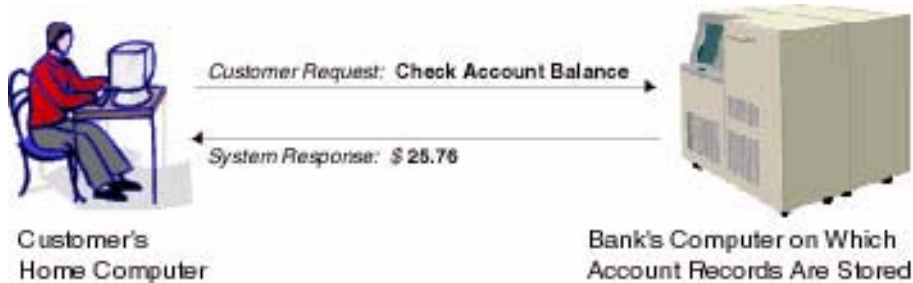 Customer Request: Check Account Balance
System Response: $ 25.76
Customer's
Home Computer
Bank's Computer on Which
Account Records Are Stored